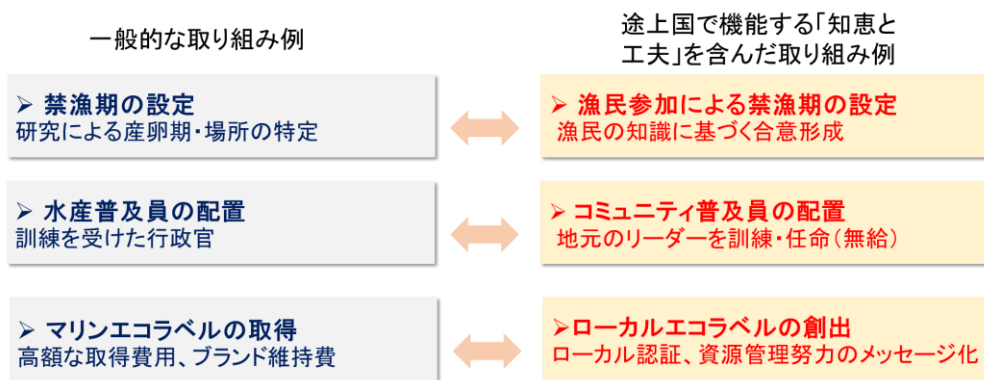 一般的な取り組み例
途上国で機能する「知恵と
工夫」を含んだ取り組み例
➢ 禁漁期の設定
研究による産卵期・場所の特定
➢ 漁民参加による禁漁期の設定
漁民の知識に基づく合意形成
➢ 水産普及員の配置
訓練を受けた行政官
➢ コミュニティ普及員の配置
地元のリーダーを訓練・任命(無給)
➢ マリンエコラベルの取得
高額な取得費用、ブランド維持費
➢ローカルエコラベルの創出
ローカル認証、資源管理努力のメッセージ化